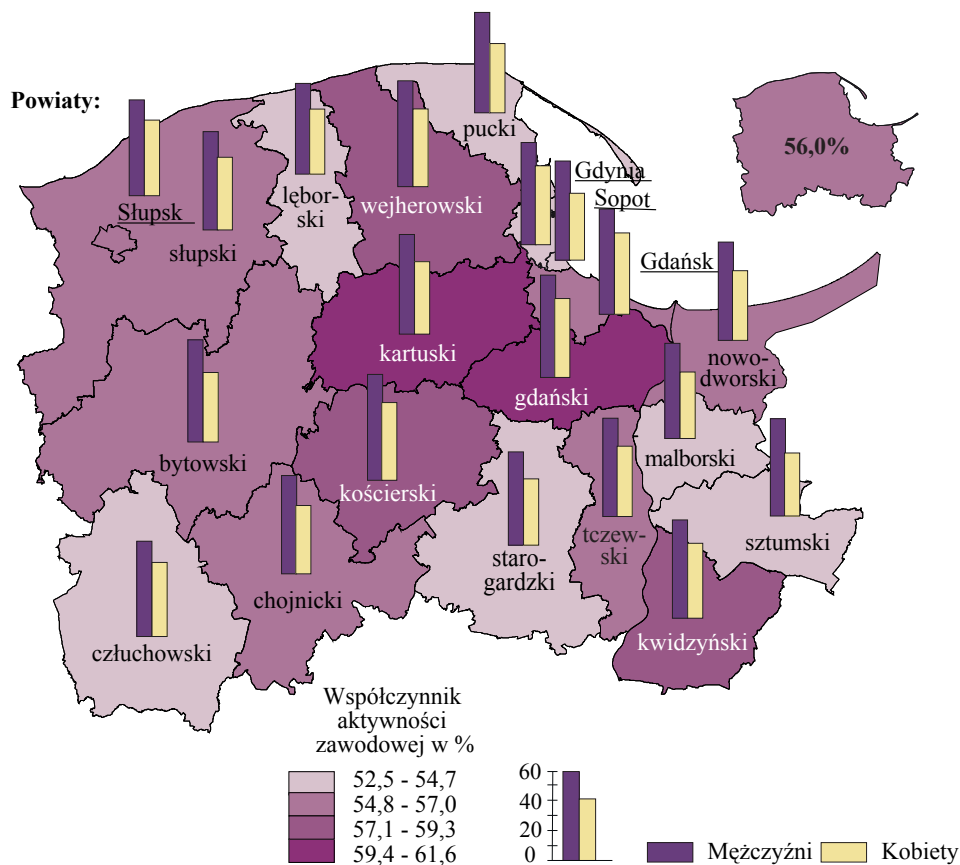 Powiaty:
pucki
56,0%
Gdynia
Sopot
Słupsk
słupski
lębor-
ski
wejherowski
Gdańsk
kartuski
gdański
nowo-
dworski
bytowski
kościerski
malborski
staro-
gardzki
tczew-
ski
sztumski
chojnicki
człuchowski
kwidzyński
Współczynnik
aktywności
zawodowej w %
52,5 - 54,7
54,8 - 57,0
57,1 - 59,3
59,4 - 61,6
60
40
20
0
Mężczyźni
Kobiety